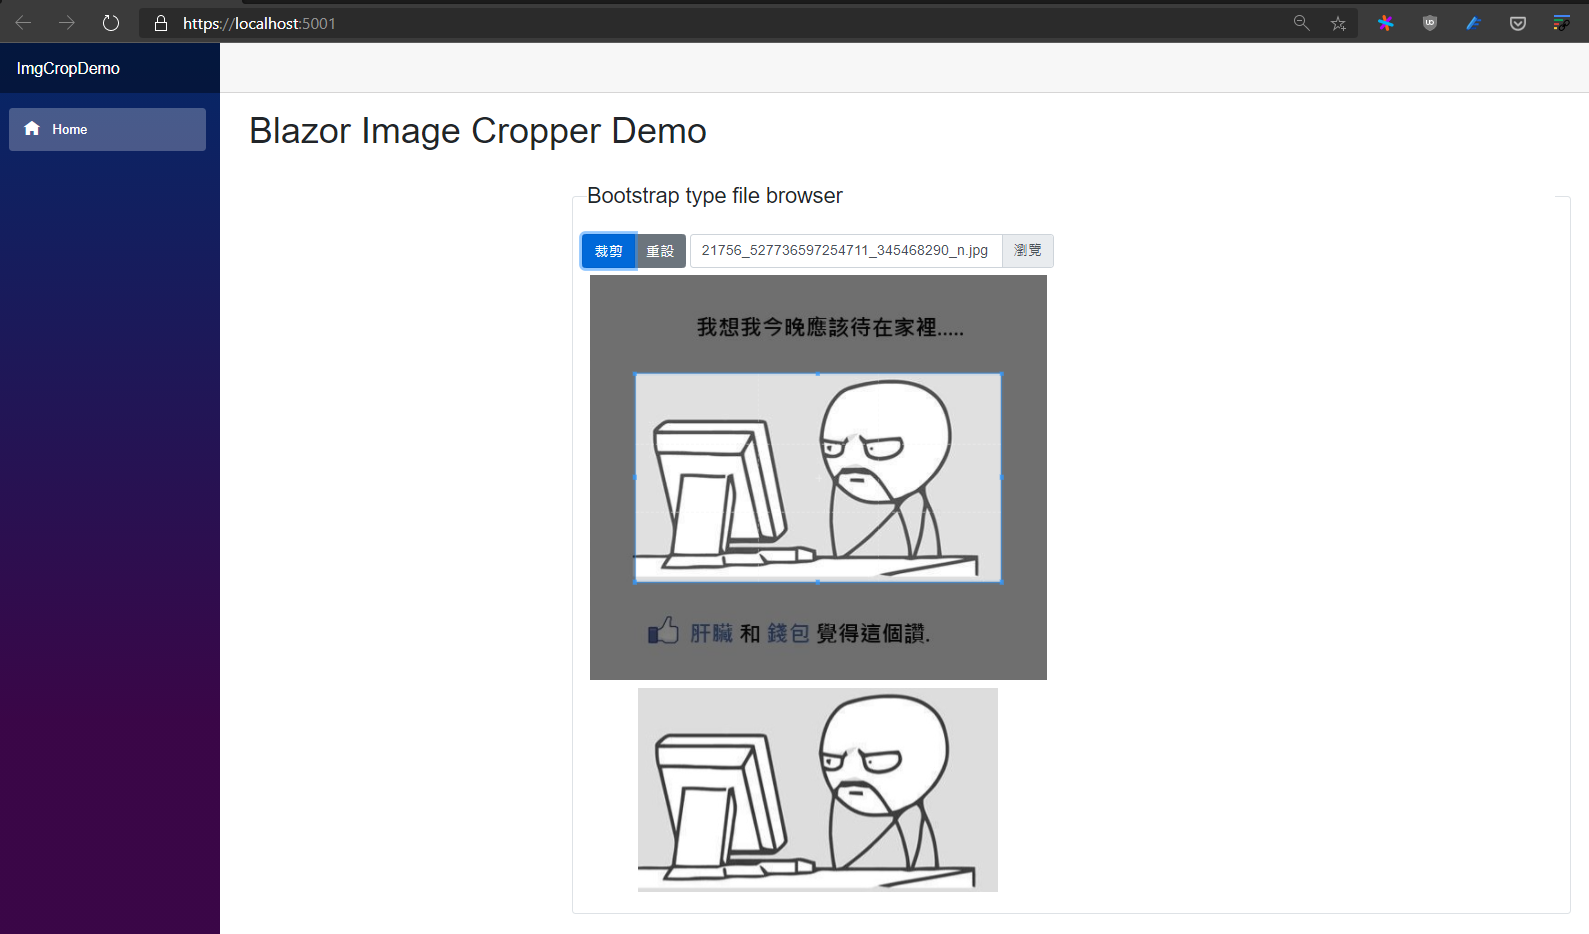 https://localhost:5001
ImgCropDemo
Home
Blazor Image Cropper Demo
Bootstrap type file browser
裁剪 重設 21756_527736597254711_345468290_n.jpg 瀏覽
我想我今晚應該待在家裡.....
肝臟 和 錢包 覺得這個讚.